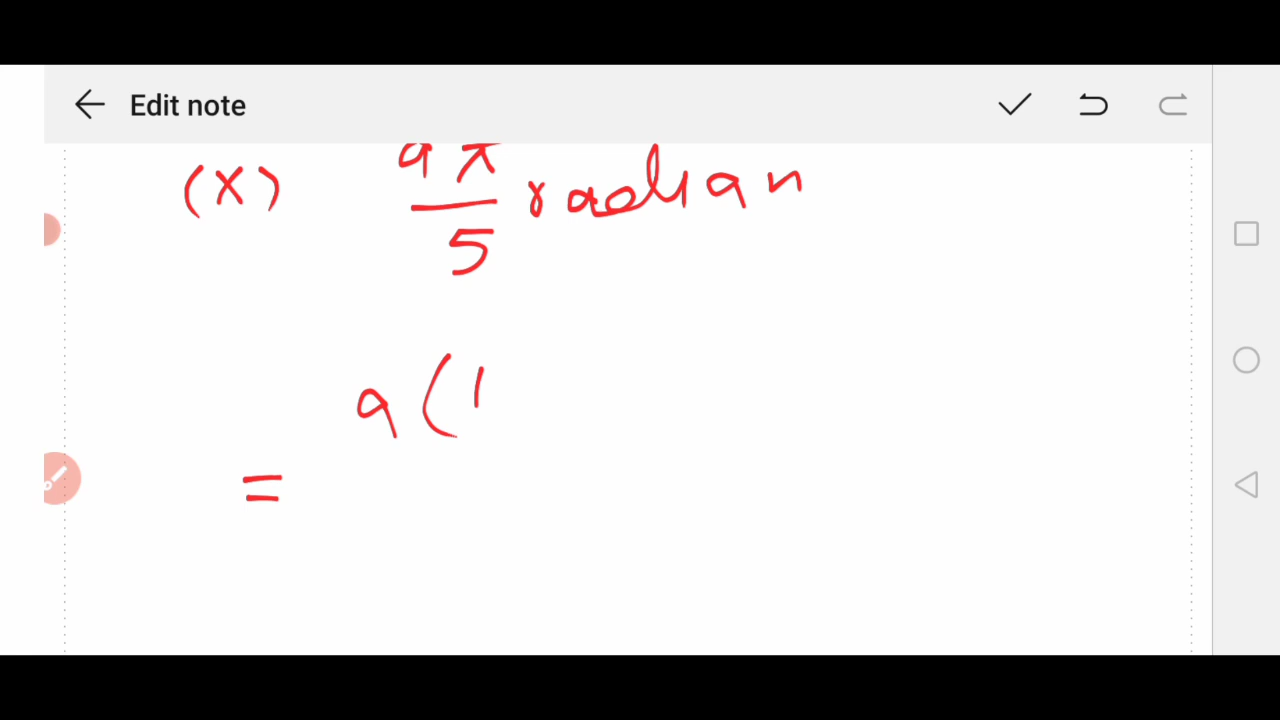 Edit note
(X) 9π/5 radian
9(1
=